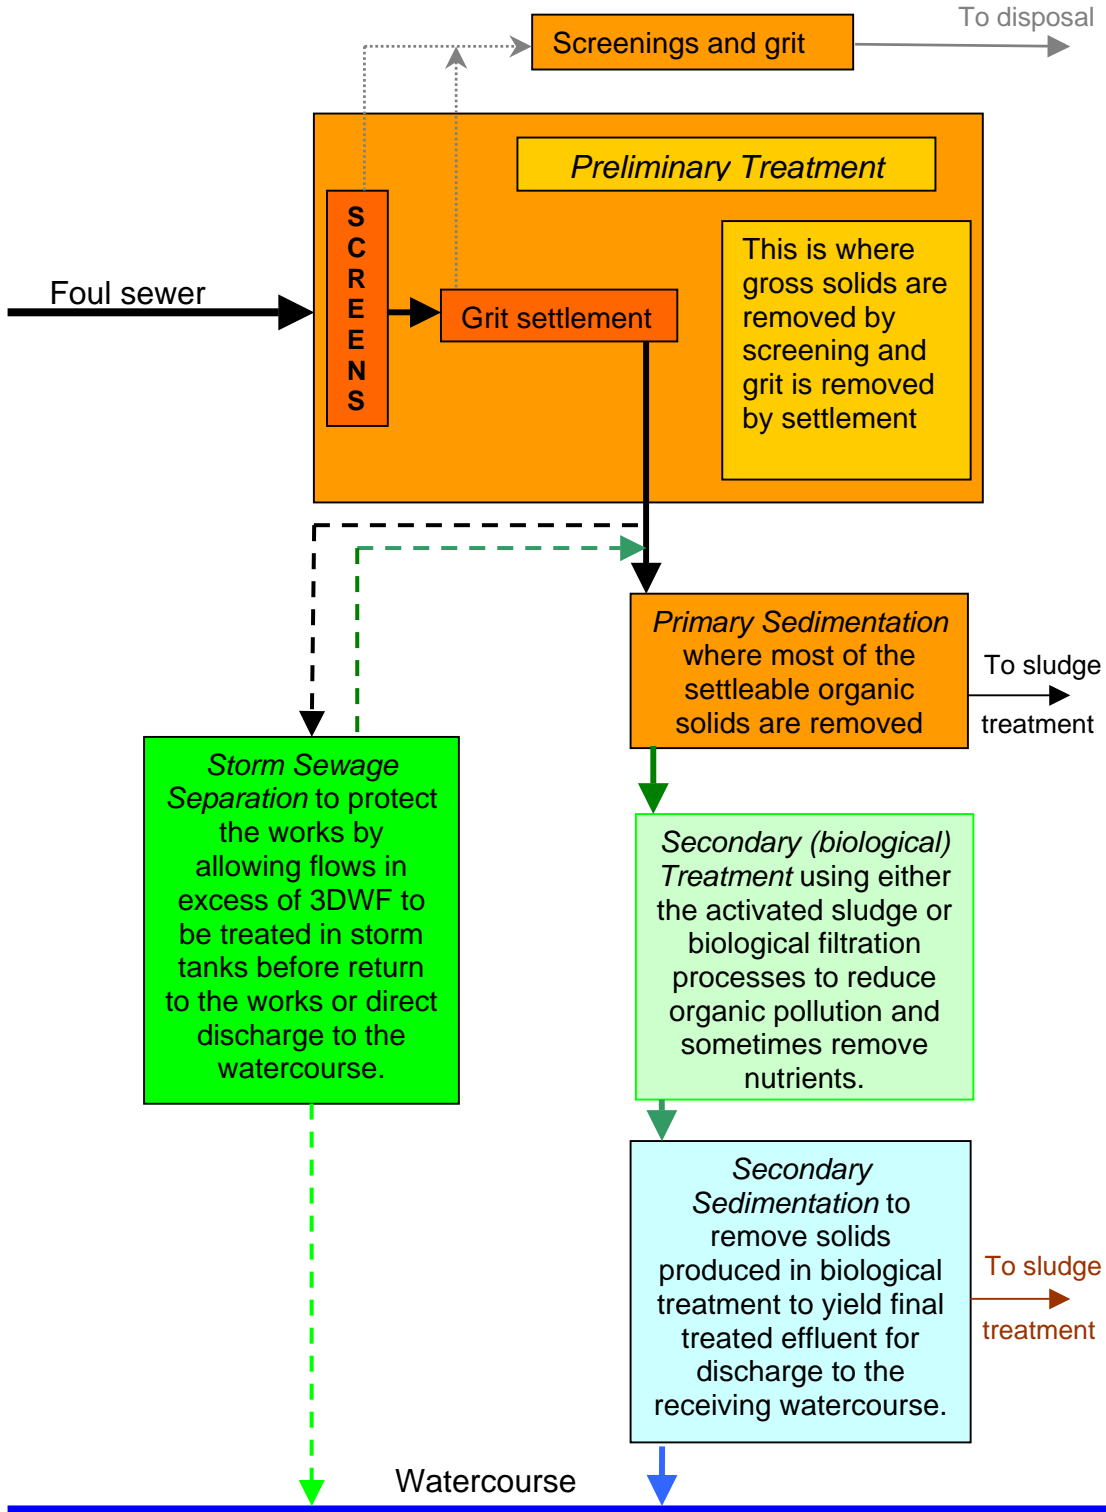 To disposal
Screenings and grit
Preliminary Treatment
SCREENS
This is where
gross solids are
removed by
screening and
grit is removed
by settlement
Foul sewer
Grit settlement
Primary Sedimentation
where most of the
settleable organic
solids are removed
To sludge
treatment
Storm Sewage
Separation to protect
the works by
allowing flows in
excess of 3DWF to
be treated in storm
tanks before return
to the works or direct
discharge to the
watercourse.
Secondary (biological)
Treatment using either
the activated sludge or
biological filtration
processes to reduce
organic pollution and
sometimes remove
nutrients.
Secondary
Sedimentation to
remove solids
produced in biological
treatment to yield final
treated effluent for
discharge to the
receiving watercourse.
To sludge
treatment
Watercourse